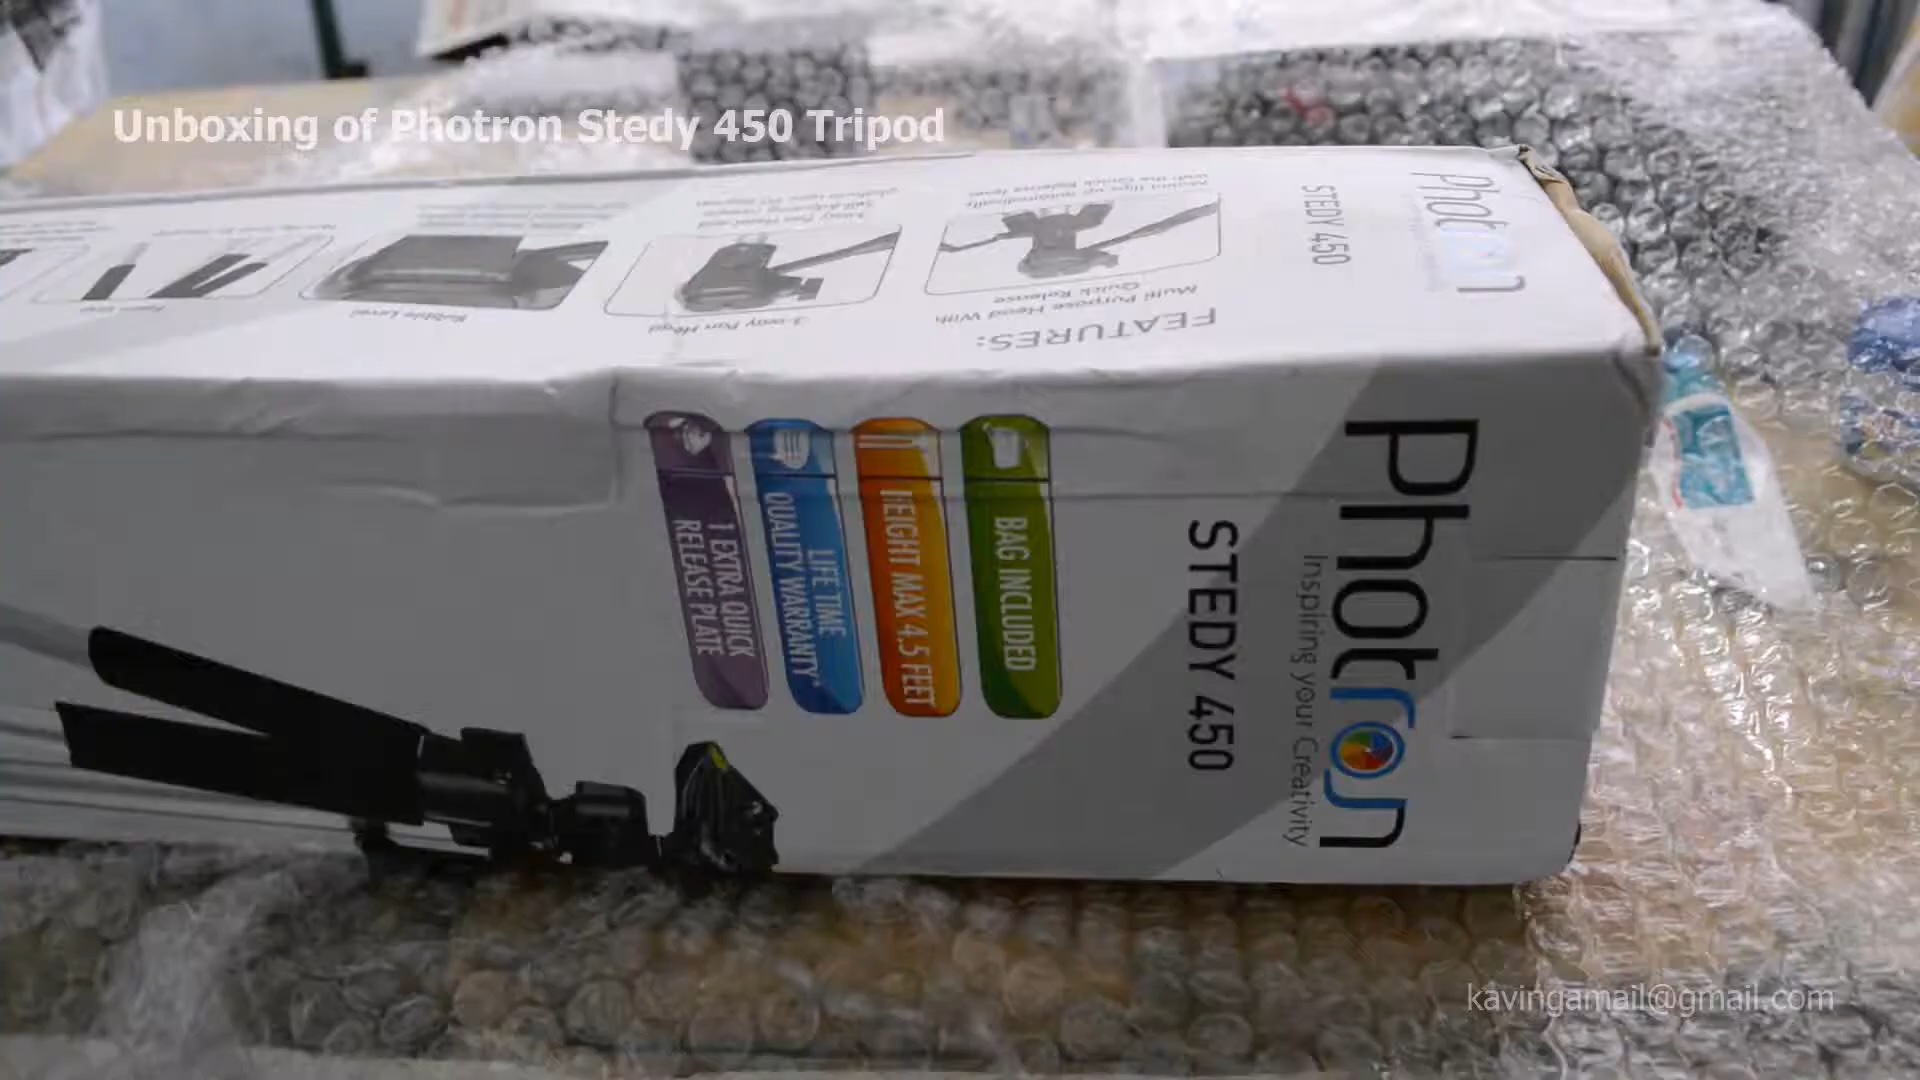 Unboxing of Photron Stedy 450 Tripod
Photron
STEDY 450
FEATURES:
Multi Purpose Head With
Quick Release
3-way Pan Head
Bubble Level
Photron
Inspiring your Creativity
STEDY 450
BAG INCLUDED
HEIGHT MAX 4.5 FEET
LIFE TIME
QUALITY WARRANTY*
1 EXTRA QUICK
RELEASE PLATE
kavingamail@gmail.com